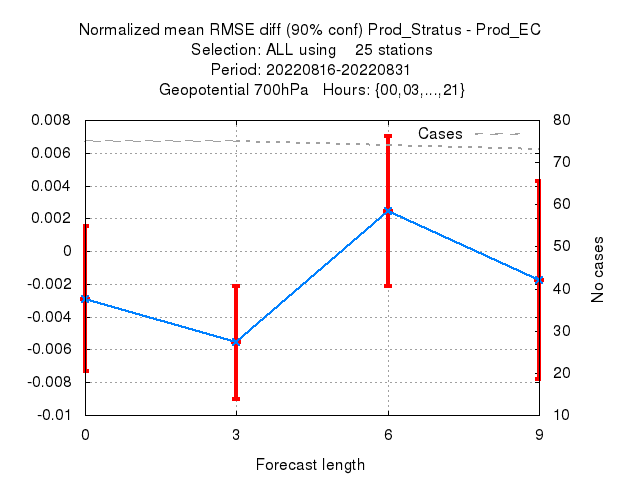 Normalized mean RMSE diff (90% conf) Prod_Stratus - Prod_EC
Selection: ALL using    25 stations
Period: 20220816-20220831
Geopotential 700hPa   Hours: {00,03,...,21}
Cases
0.008
0.006
0.004
0.002
0
-0.002
-0.004
-0.006
-0.008
-0.01
80
70
60
50
40
30
20
10
No cases
0 3 6 9
Forecast length